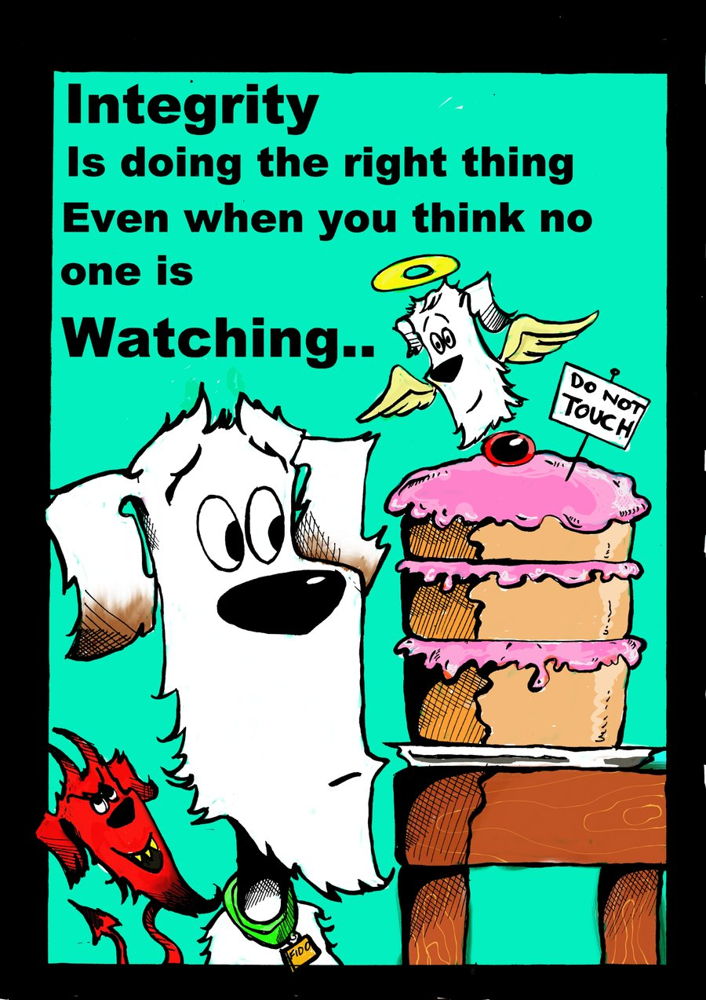 Integrity
Is doing the right thing
Even when you think no
one is
Watching..
DO NOT
TOUCH
FIDO